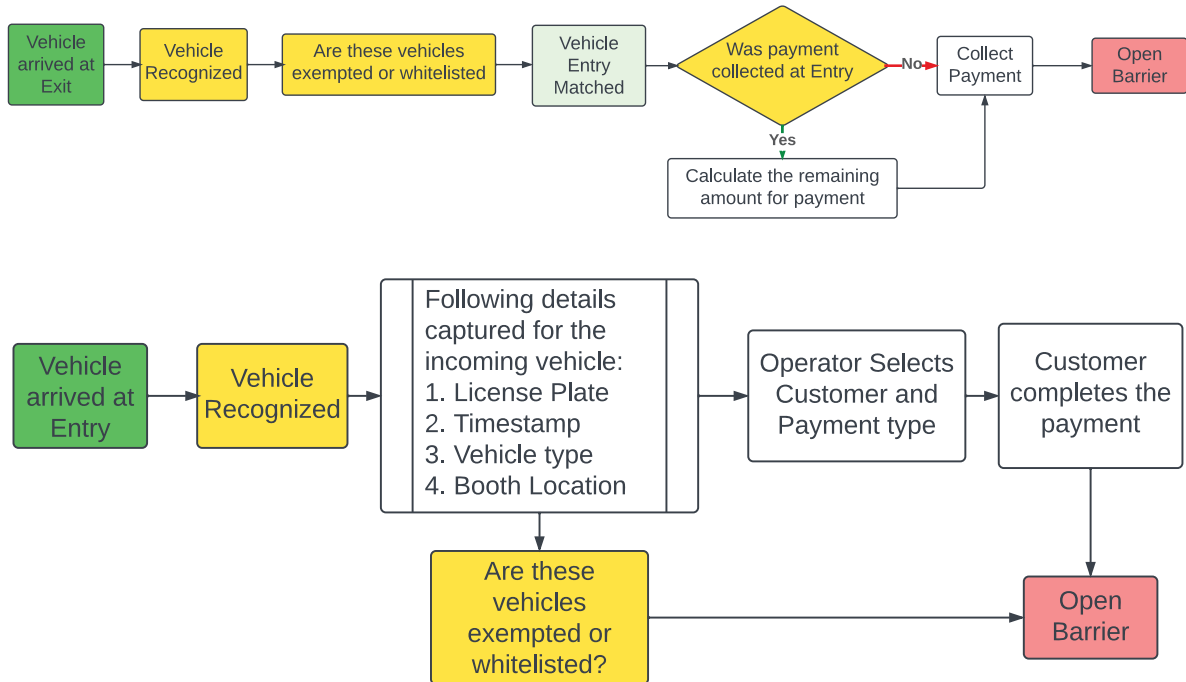 Vehicle
arrived at
Exit
Vehicle
Recognized
Are these vehicles
exempted or whitelisted
Vehicle
Entry
Matched
Was payment
collected at Entry
No
Collect
Payment
Open
Barrier
Yes
Calculate the remaining
amount for payment
Vehicle
arrived at
Entry
Vehicle
Recognized
Following details
captured for the
incoming vehicle:
1. License Plate
2. Timestamp
3. Vehicle type
4. Booth Location
Operator Selects
Customer and
Payment type
Customer
completes the
payment
Are these
vehicles
exempted or
whitelisted?
Open
Barrier